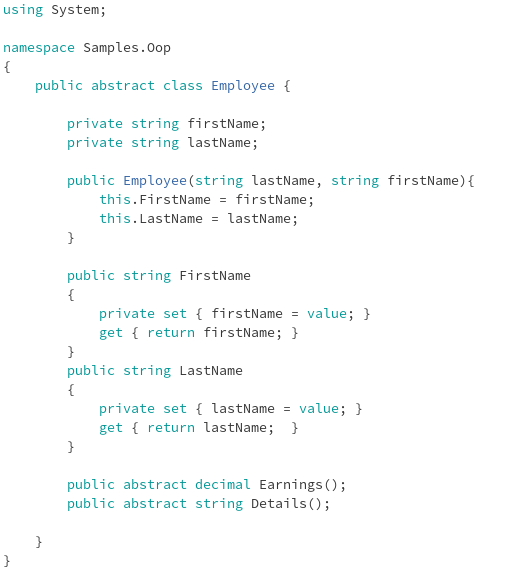 using System;
namespace Samples.Oop
{
    public abstract class Employee {
        private string firstName;
        private string lastName;
        public Employee(string lastName, string firstName){
            this.FirstName = firstName;
            this.LastName = lastName;
        }
        public string FirstName
        {
            private set { firstName = value; }
            get { return firstName; }
        }
        public string LastName
        {
            private set { lastName = value; }
            get { return lastName;  }
        }
        public abstract decimal Earnings();
        public abstract string Details();
    }
}